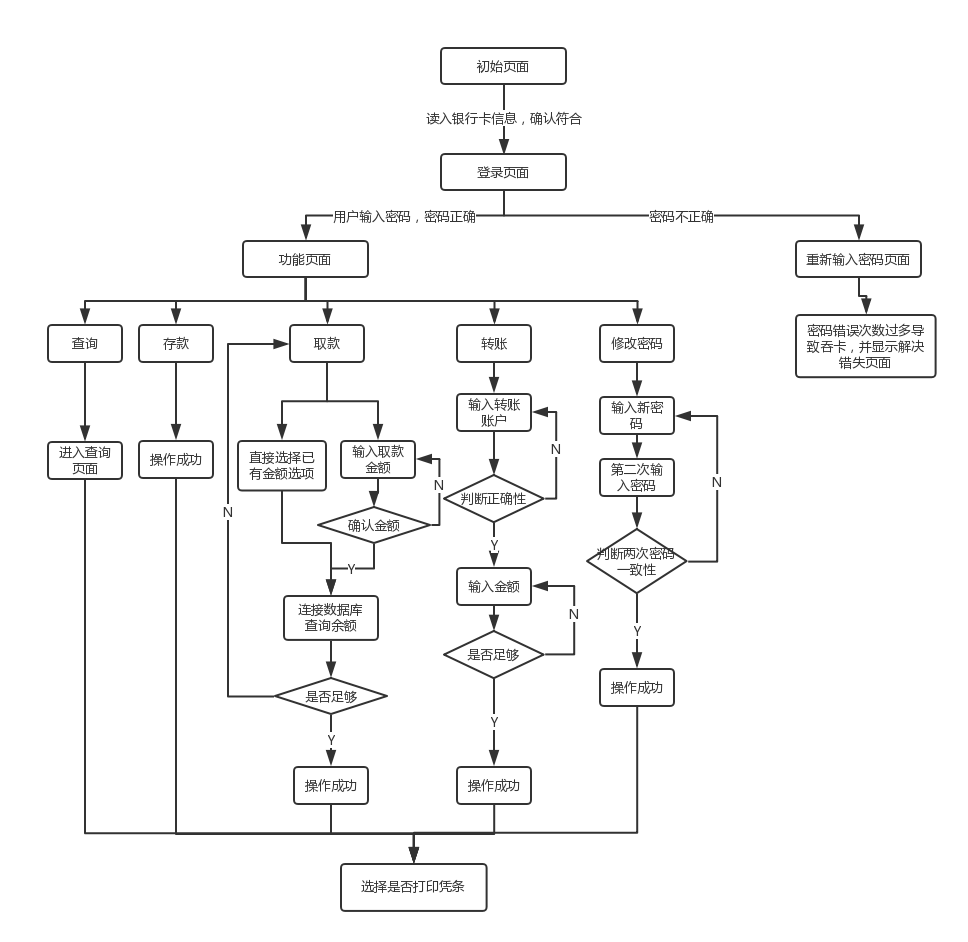 初始页面
读入银行卡信息，确认符合
登录页面
用户输入密码，密码正确
密码不正确
功能页面
重新输入密码页面
查询
存款
取款
转账
修改密码
密码错误次数过多导
致吞卡，并显示解决
错失页面
输入转账
账户
输入新密
码
进入查询
页面
操作成功
直接选择已
有金额选项
输入取款
金额
N
第二次输
入密码
N
N
判断正确性
N
确认金额
Y
判断两次密码
一致性
Y
输入金额
连接数据库
查询余额
N
Y
是否足够
操作成功
是否足够
Y
Y
操作成功
操作成功
选择是否打印凭条